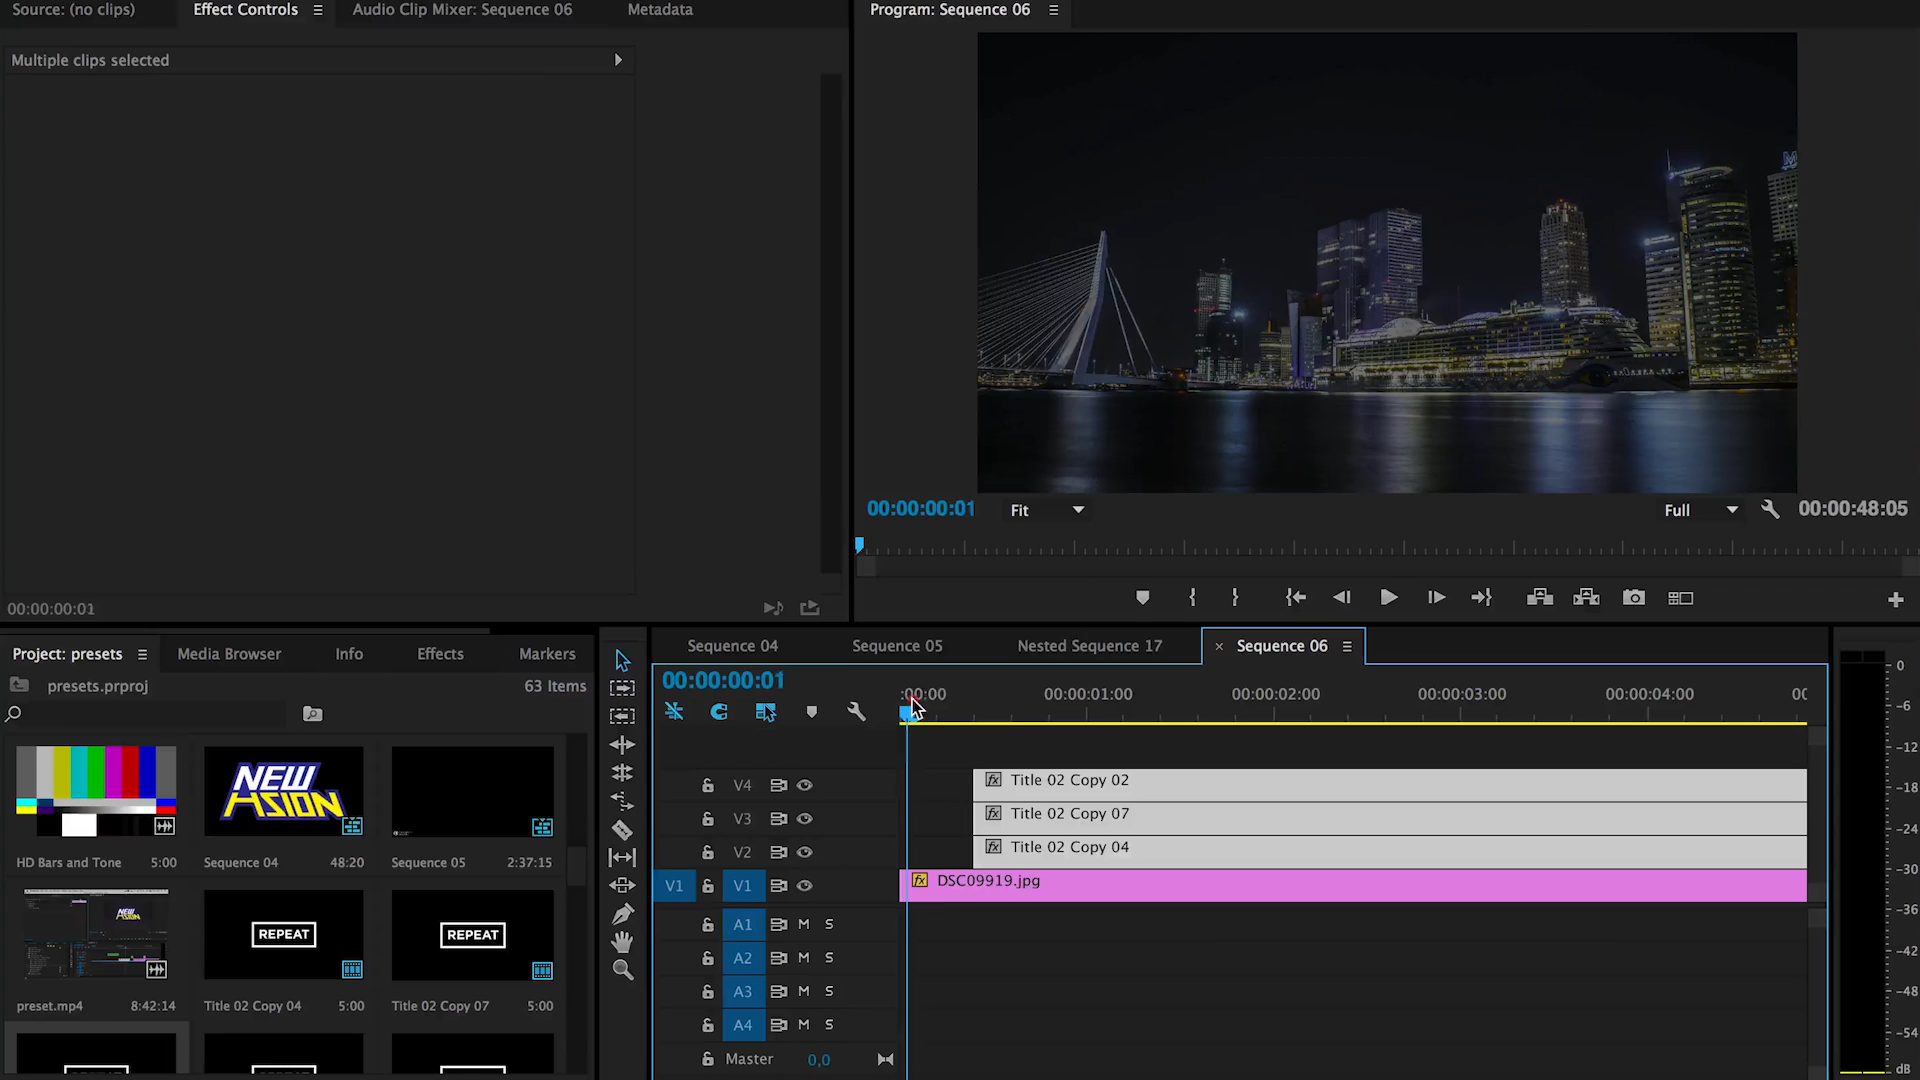 Source: (no clips)
Effect Controls
Audio Clip Mixer: Sequence 06
Metadata
Program: Sequence 06
Multiple clips selected
00:00:00:01
Fit
Full
00:00:48:05
00:00:00:01
Project: presets
Media Browser
Info
Effects
Markers
presets.prproj
63 Items
HD Bars and Tone
5:00
NEW
Sequence 04
48:20
Sequence 05
2:37:15
preset.mp4
8:42:14
REPEAT
Title 02 Copy 04
5:00
REPEAT
Title 02 Copy 07
5:00
Sequence 04
Sequence 05
Nested Sequence 17
× Sequence 06
00:00:00:01
:00:00
00:00:01:00
00:00:02:00
00:00:03:00
00:00:04:00
V4
fx Title 02 Copy 02
V3
fx Title 02 Copy 07
V2
fx Title 02 Copy 04
V1
V1
fx DSC09919.jpg
A1 M S
A2 M S
A3 M S
A4 M S
Master
0,0
0
-6
-12
-18
-24
-30
-36
-42
-48
-54
dB